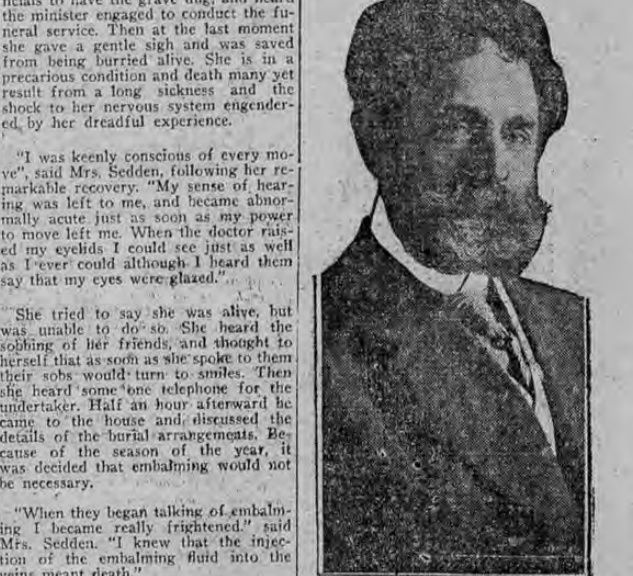 to have the grave dug, and heard
the minister engaged to conduct the fu-
neral service. Then at the last moment
she gave a gentle sigh and was saved
from being burried alive. She is in a
precarious condition and death many yet
result from a long sickness and the
shock to her nervous system engender-
ed by her dreadful experience.
"I was keenly conscious of every mo-
ve", said Mrs. Sedden, following her re-
markable recovery. "My sense of hear-
ing was left to me, and became abnor-
mally acute just as soon as my power
to move left me. When the doctor rais-
ed my eyelids I could see just as well
as I ever could although I heard them
say that my eyes were glazed."
She tried to say she was alive, but
was unable to do so. She heard the
sobbing of her friends, and thought to
herself that as soon as she spoke to them
their sobs would turn to smiles. Then
she heard some one telephone for the
undertaker. Half an hour afterward he
came to the house and discussed the
details of the burial arrangements. Be-
cause of the season of the year, it
was decided that embalming would not
be necessary.
"When they began talking of embalm-
ing I became really frightened." said
Mrs. Sedden. "I knew that the injec-
tion of the embalming fluid into the
veins meant death."